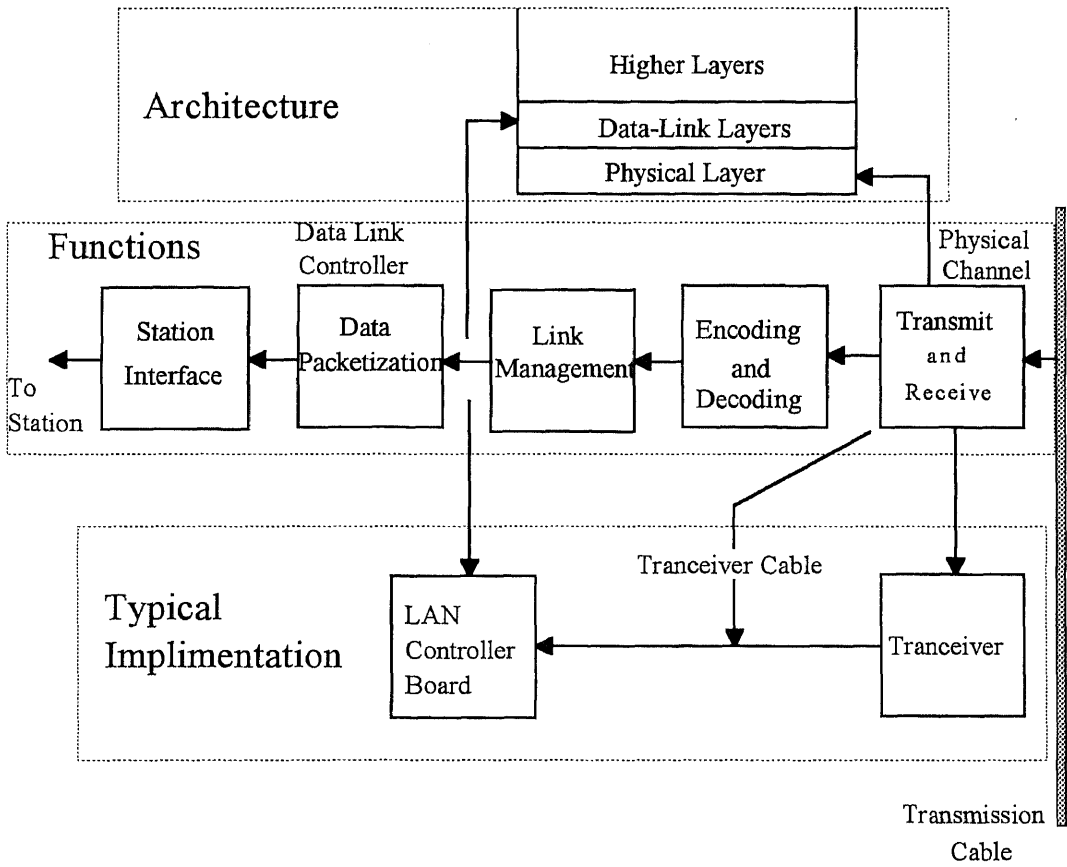 Architecture
Higher Layers
Data-Link Layers
Physical Layer
Functions
Data Link
Controller
Physical
Channel
Station
Interface
Data
Packetization
Link
Management
Encoding
and
Decoding
Transmit
and
Receive
To
Station
Tranceiver Cable
Typical
Implimentation
LAN
Controller
Board
Tranceiver
Transmission
Cable